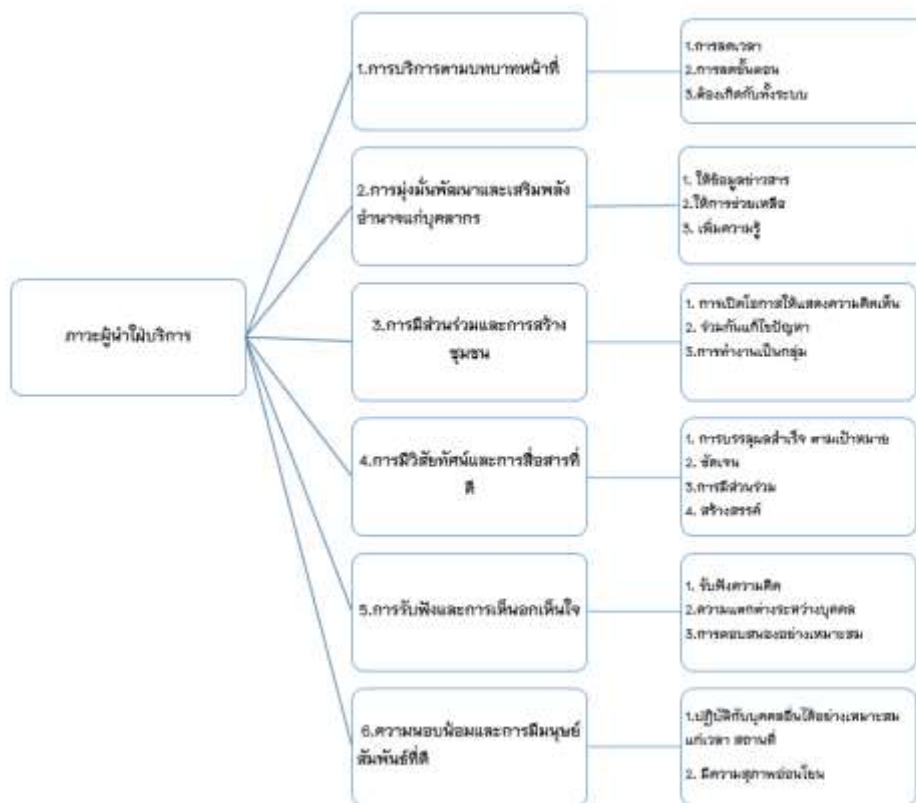 ภาวะผู้นำใฝ่บริการ
1.การบริการตามบทบาทหน้าที่
1.การลดเวลา
2.การลดขั้นตอน
3.ต้องเกิดกับทั้งระบบ
2.การมุ่งมั่นพัฒนาและเสริมพลัง
อำนาจแก่บุคลากร
1. ให้ข้อมูลข่าวสาร
2.ให้การช่วยเหลือ
3. เพิ่มความรู้
3.การมีส่วนร่วมและการสร้าง
ชุมชน
1. การเปิดโอกาสให้แสดงความคิดเห็น
2. ร่วมกันแก้ไขปัญหา
3.การทำงานเป็นกลุ่ม
4.การมีวิสัยทัศน์และการสื่อสารที่
ดี
1. การบรรลุผลสำเร็จ ตามเป้าหมาย
2. ชัดเจน
3.การมีส่วนร่วม
4. สร้างสรรค์
5.การรับฟังและการเห็นอกเห็นใจ
1. รับฟังความคิด
2.ความแตกต่างระหว่างบุคคล
3.การตอบสนองอย่างเหมาะสม
6.ความนอบน้อมและการมีมนุษย์
สัมพันธ์ที่ดี
1.ปฏิบัติกับบุคคลอื่นได้อย่างเหมาะสม
แก่เวลา สถานที่
2. มีความสุภาพอ่อนโยน